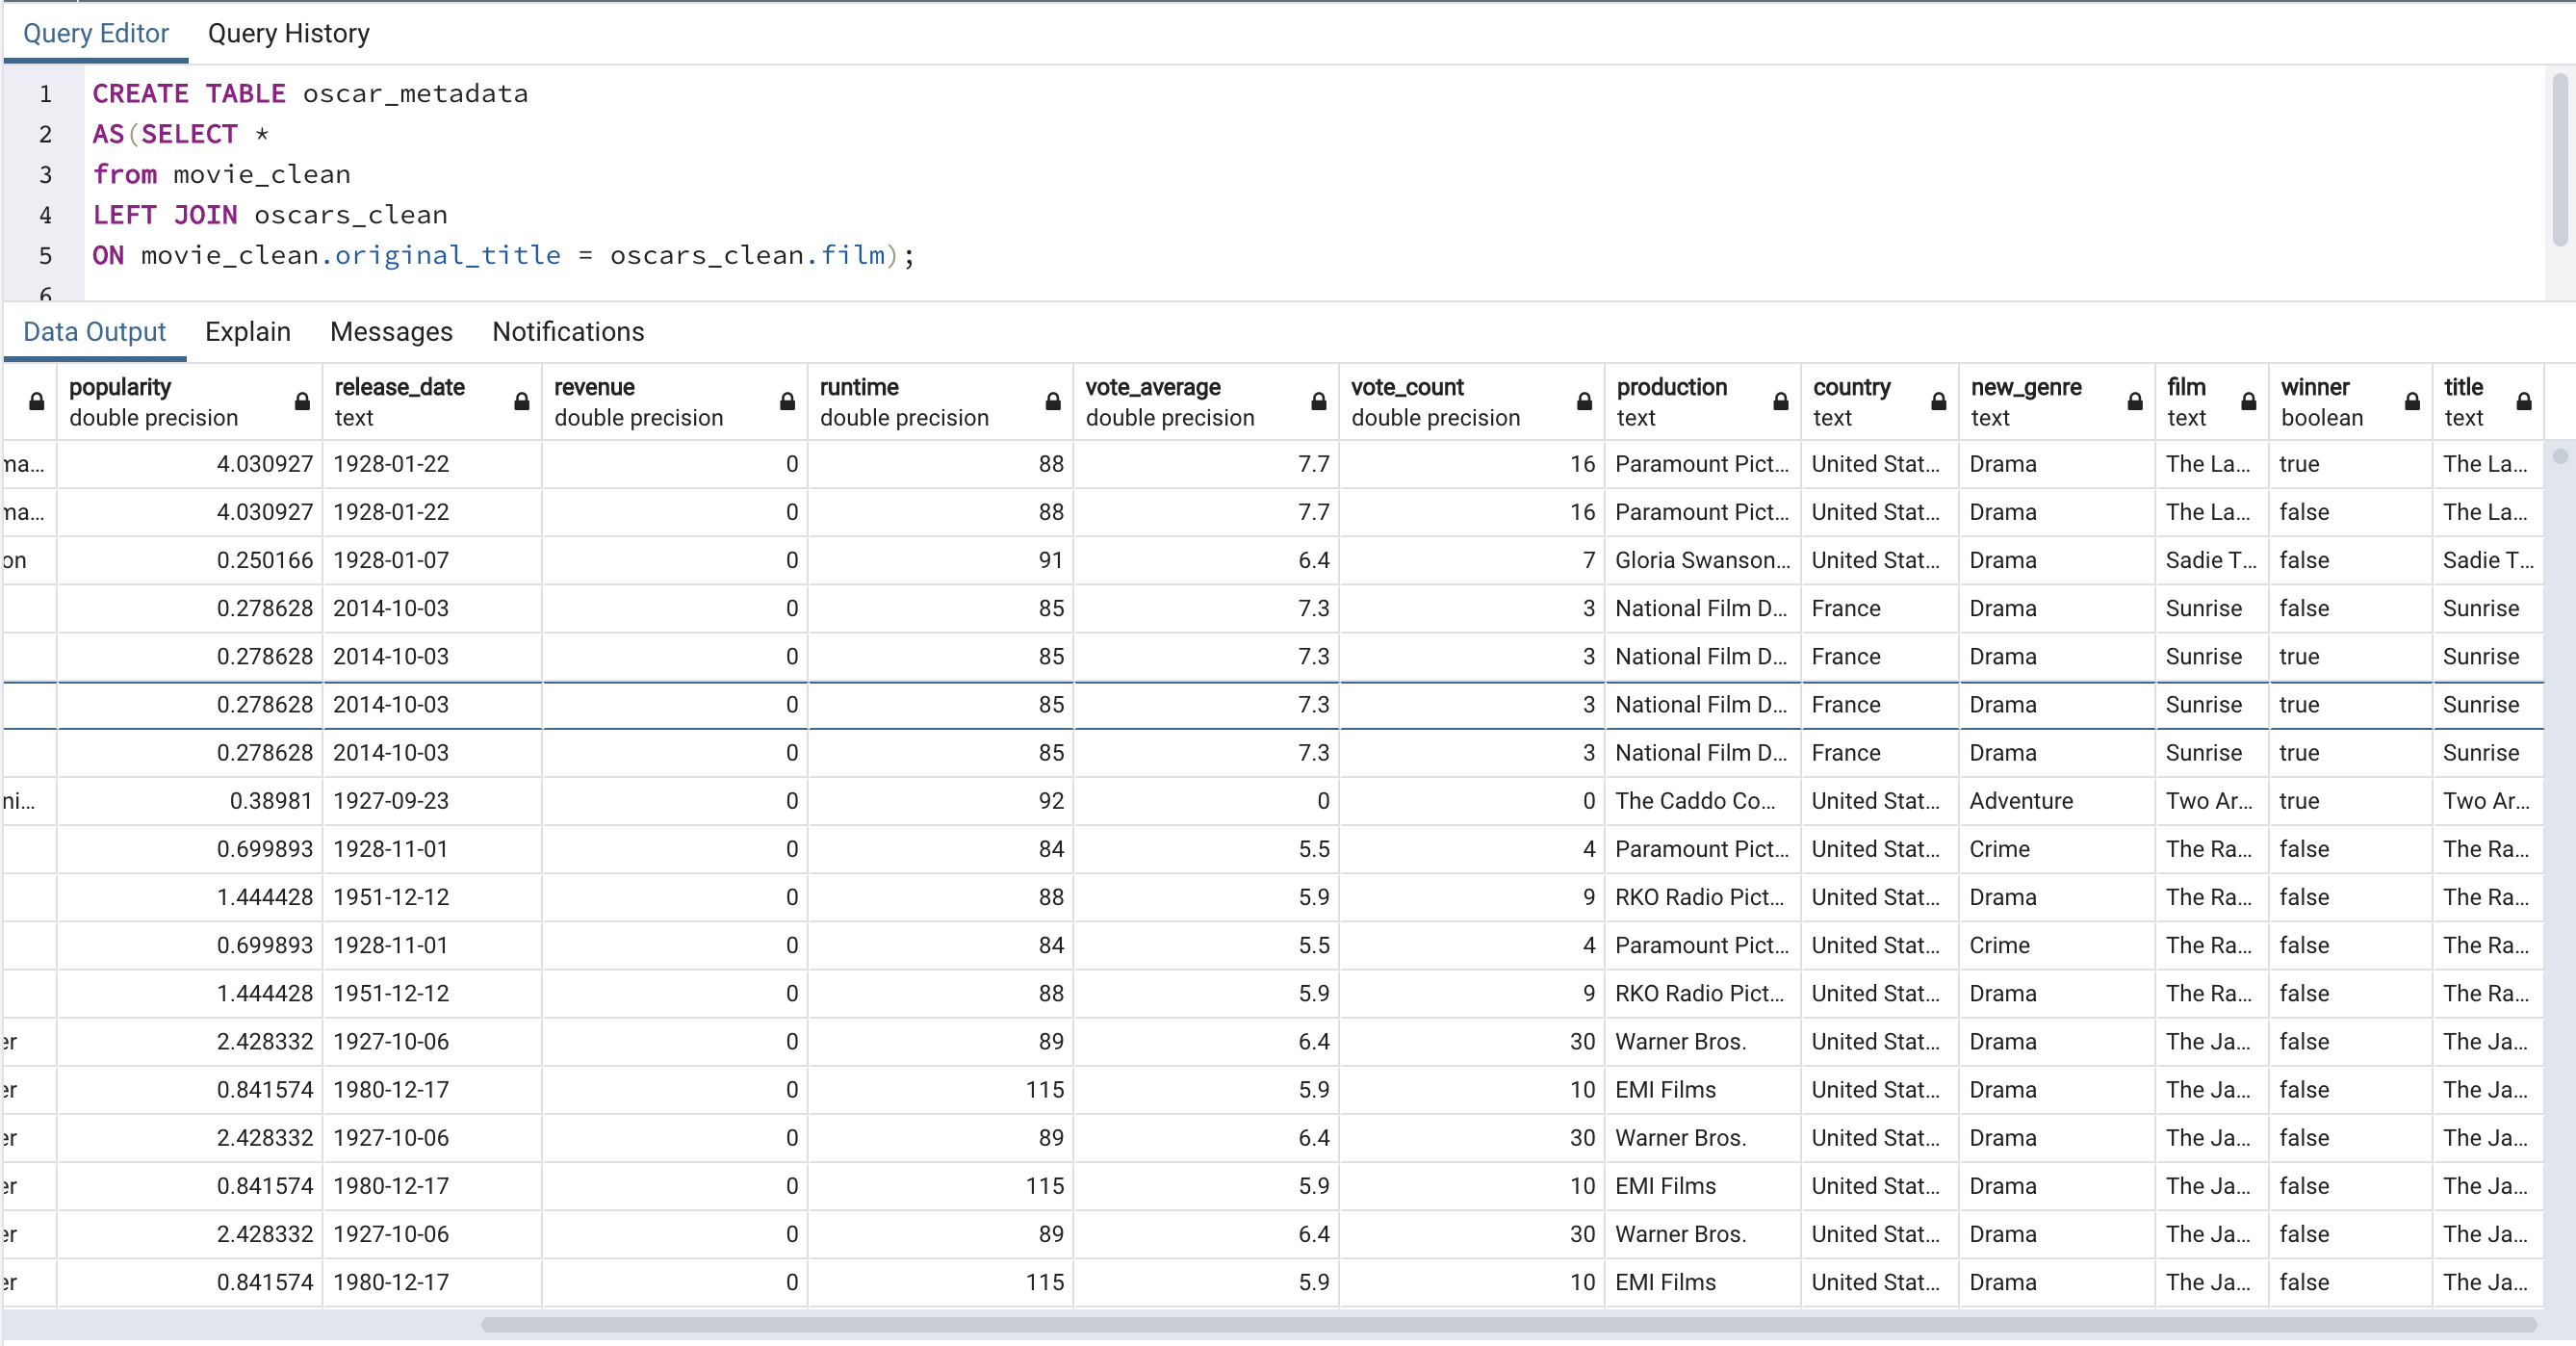 Query Editor Query History
1 CREATE TABLE oscar_metadata
2 AS(SELECT *
3 from movie_clean
4 LEFT JOIN oscars_clean
5 ON movie_clean.original_title = oscars_clean.film);
6
Data Output Explain Messages Notifications
popularity release_date revenue runtime vote_average vote_count production country new_genre film winner title
double precision text double precision double precision double precision double precision text text text text boolean text
ma... 4.030927 1928-01-22 0 88 7.7 16 Paramount Pict... United Stat... Drama The La... true The La...
ma... 4.030927 1928-01-22 0 88 7.7 16 Paramount Pict... United Stat... Drama The La... false The La...
on 0.250166 1928-01-07 0 91 6.4 7 Gloria Swanson... United Stat... Drama Sadie T... false Sadie T...
0.278628 2014-10-03 0 85 7.3 3 National Film D... France Drama Sunrise false Sunrise
0.278628 2014-10-03 0 85 7.3 3 National Film D... France Drama Sunrise true Sunrise
0.278628 2014-10-03 0 85 7.3 3 National Film D... France Drama Sunrise true Sunrise
0.278628 2014-10-03 0 85 7.3 3 National Film D... France Drama Sunrise true Sunrise
ni... 0.38981 1927-09-23 0 92 0 0 The Caddo Co... United Stat... Adventure Two Ar... true Two Ar...
0.699893 1928-11-01 0 84 5.5 4 Paramount Pict... United Stat... Crime The Ra... false The Ra...
1.444428 1951-12-12 0 88 5.9 9 RKO Radio Pict... United Stat... Drama The Ra... false The Ra...
0.699893 1928-11-01 0 84 5.5 4 Paramount Pict... United Stat... Crime The Ra... false The Ra...
1.444428 1951-12-12 0 88 5.9 9 RKO Radio Pict... United Stat... Drama The Ra... false The Ra...
er 2.428332 1927-10-06 0 89 6.4 30 Warner Bros. United Stat... Drama The Ja... false The Ja...
er 0.841574 1980-12-17 0 115 5.9 10 EMI Films United Stat... Drama The Ja... false The Ja...
er 2.428332 1927-10-06 0 89 6.4 30 Warner Bros. United Stat... Drama The Ja... false The Ja...
er 0.841574 1980-12-17 0 115 5.9 10 EMI Films United Stat... Drama The Ja... false The Ja...
er 2.428332 1927-10-06 0 89 6.4 30 Warner Bros. United Stat... Drama The Ja... false The Ja...
er 0.841574 1980-12-17 0 115 5.9 10 EMI Films United Stat... Drama The Ja... false The Ja...